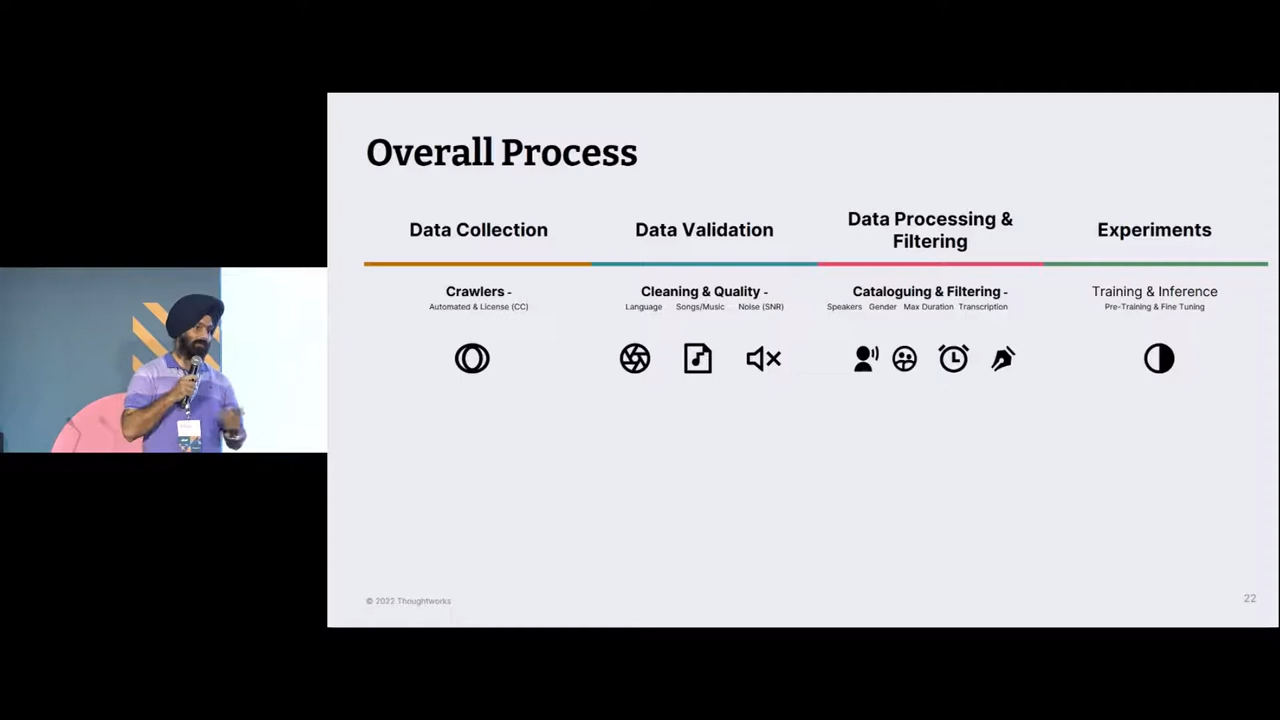 Overall Process
Data Collection
Data Validation
Data Processing &
Filtering
Experiments
Crawlers -
Automated & License (CC)
Cleaning & Quality -
Language Songs/Music Noise (SNR)
Cataloguing & Filtering -
Speakers Gender Max Duration Transcription
Training & Inference
Pre-Training & Fine Tuning
© 2022 Thoughtworks
22